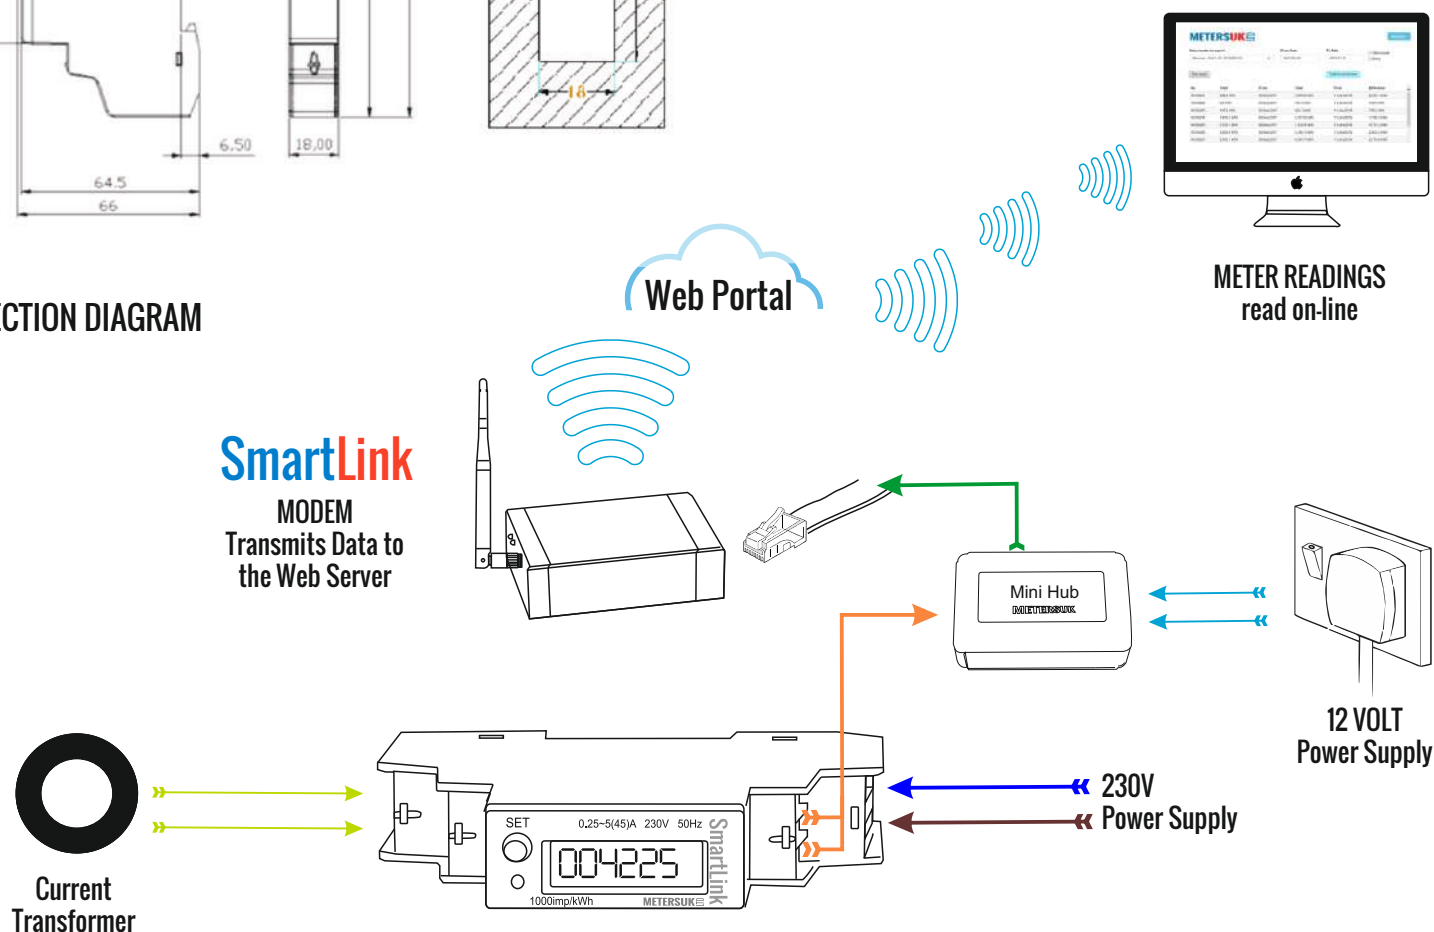 6.50
18,00
64.5
66
18
METERSUK
ECTION DIAGRAM
Web Portal
METER READINGS
read on-line
SmartLink
MODEM
Transmits Data to
the Web Server
Mini Hub
METERSUK
12 VOLT
Power Supply
230V
Power Supply
SET
0.25~5(45)A 230V 50Hz
SmartLink
004225
1000imp/kWh
METERSUK
Current
Transformer